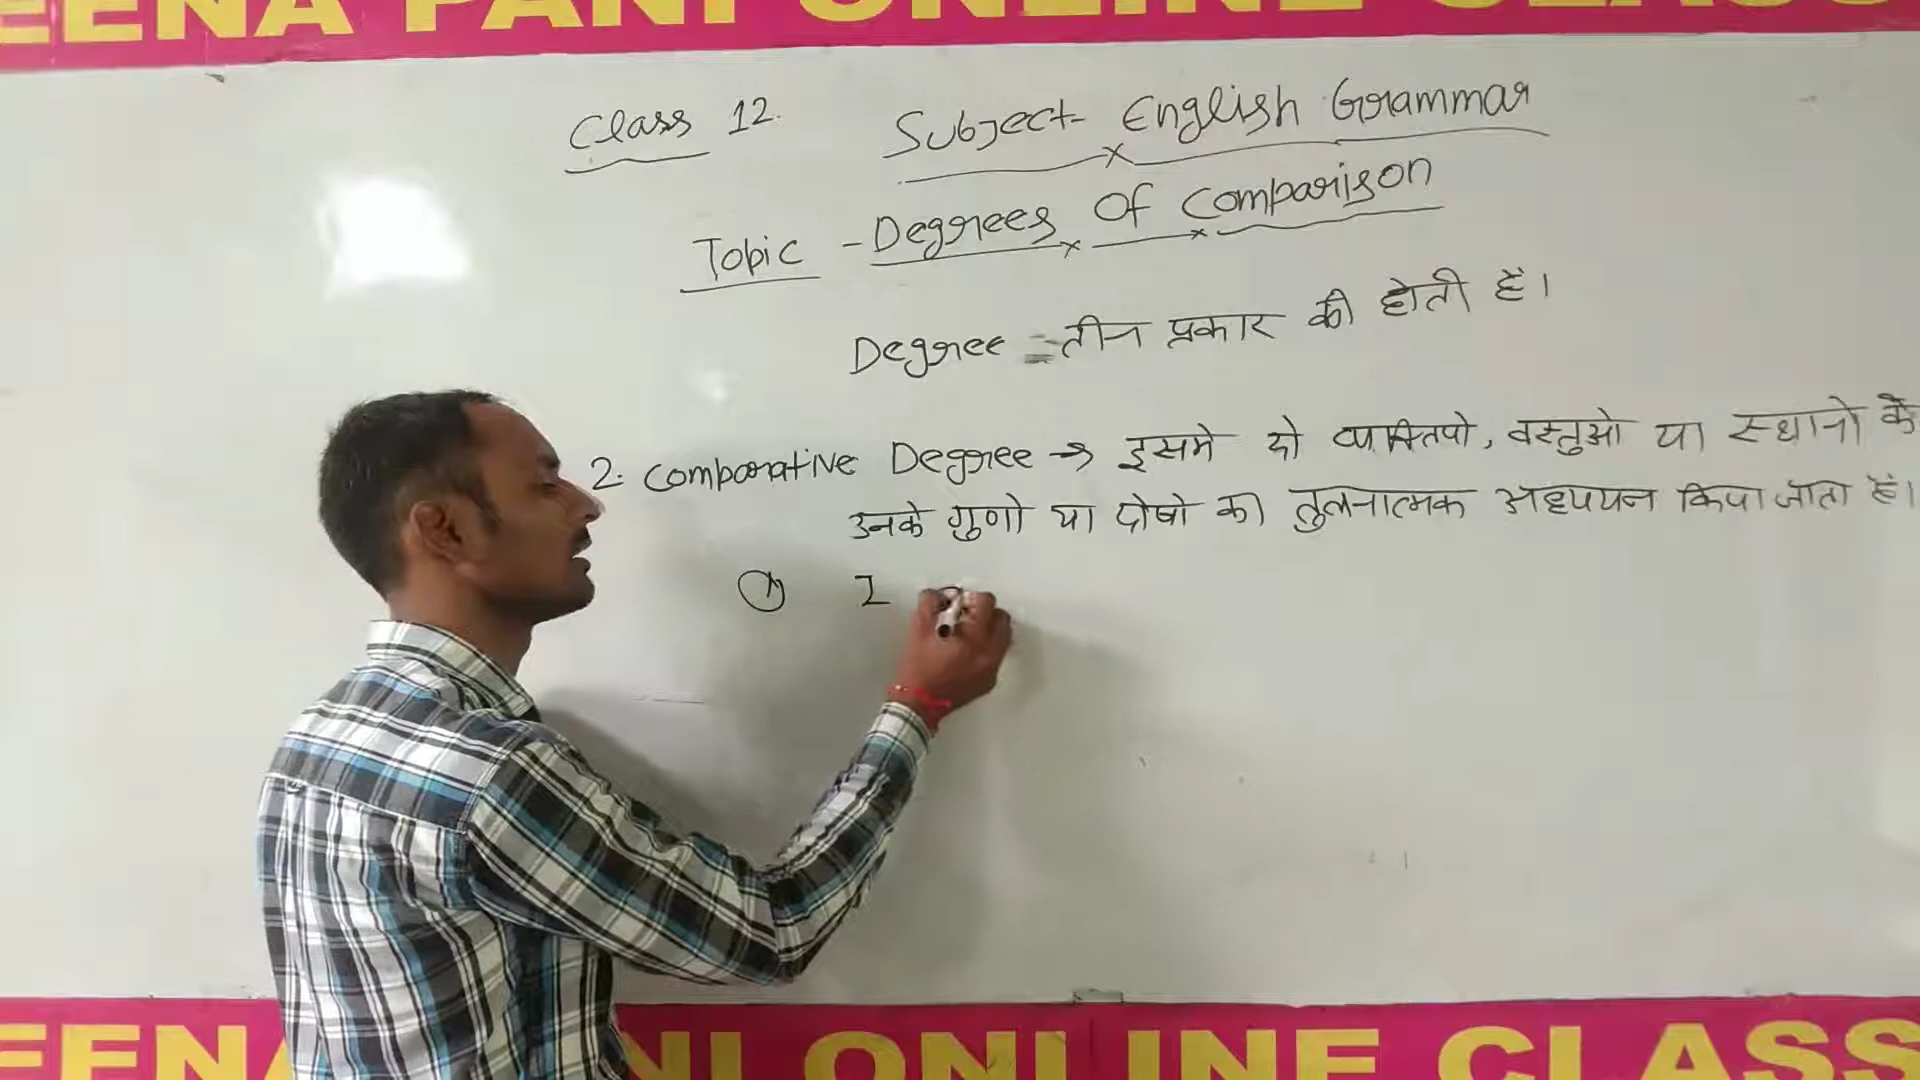 EENA PANI ONLINE CLASS
Class 12. Subject- English Grammar
Topic - Degrees Of Comparison
Degree = तीन प्रकार की होती हैं।
2. Comparative Degree → इसमे दो व्यक्तियो, वस्तुओ या स्थानो के
उनके गुणो या दोषो का तुलनात्मक अध्ययन किया जाता हैं।
① I
EENA PANI ONLINE CLASS